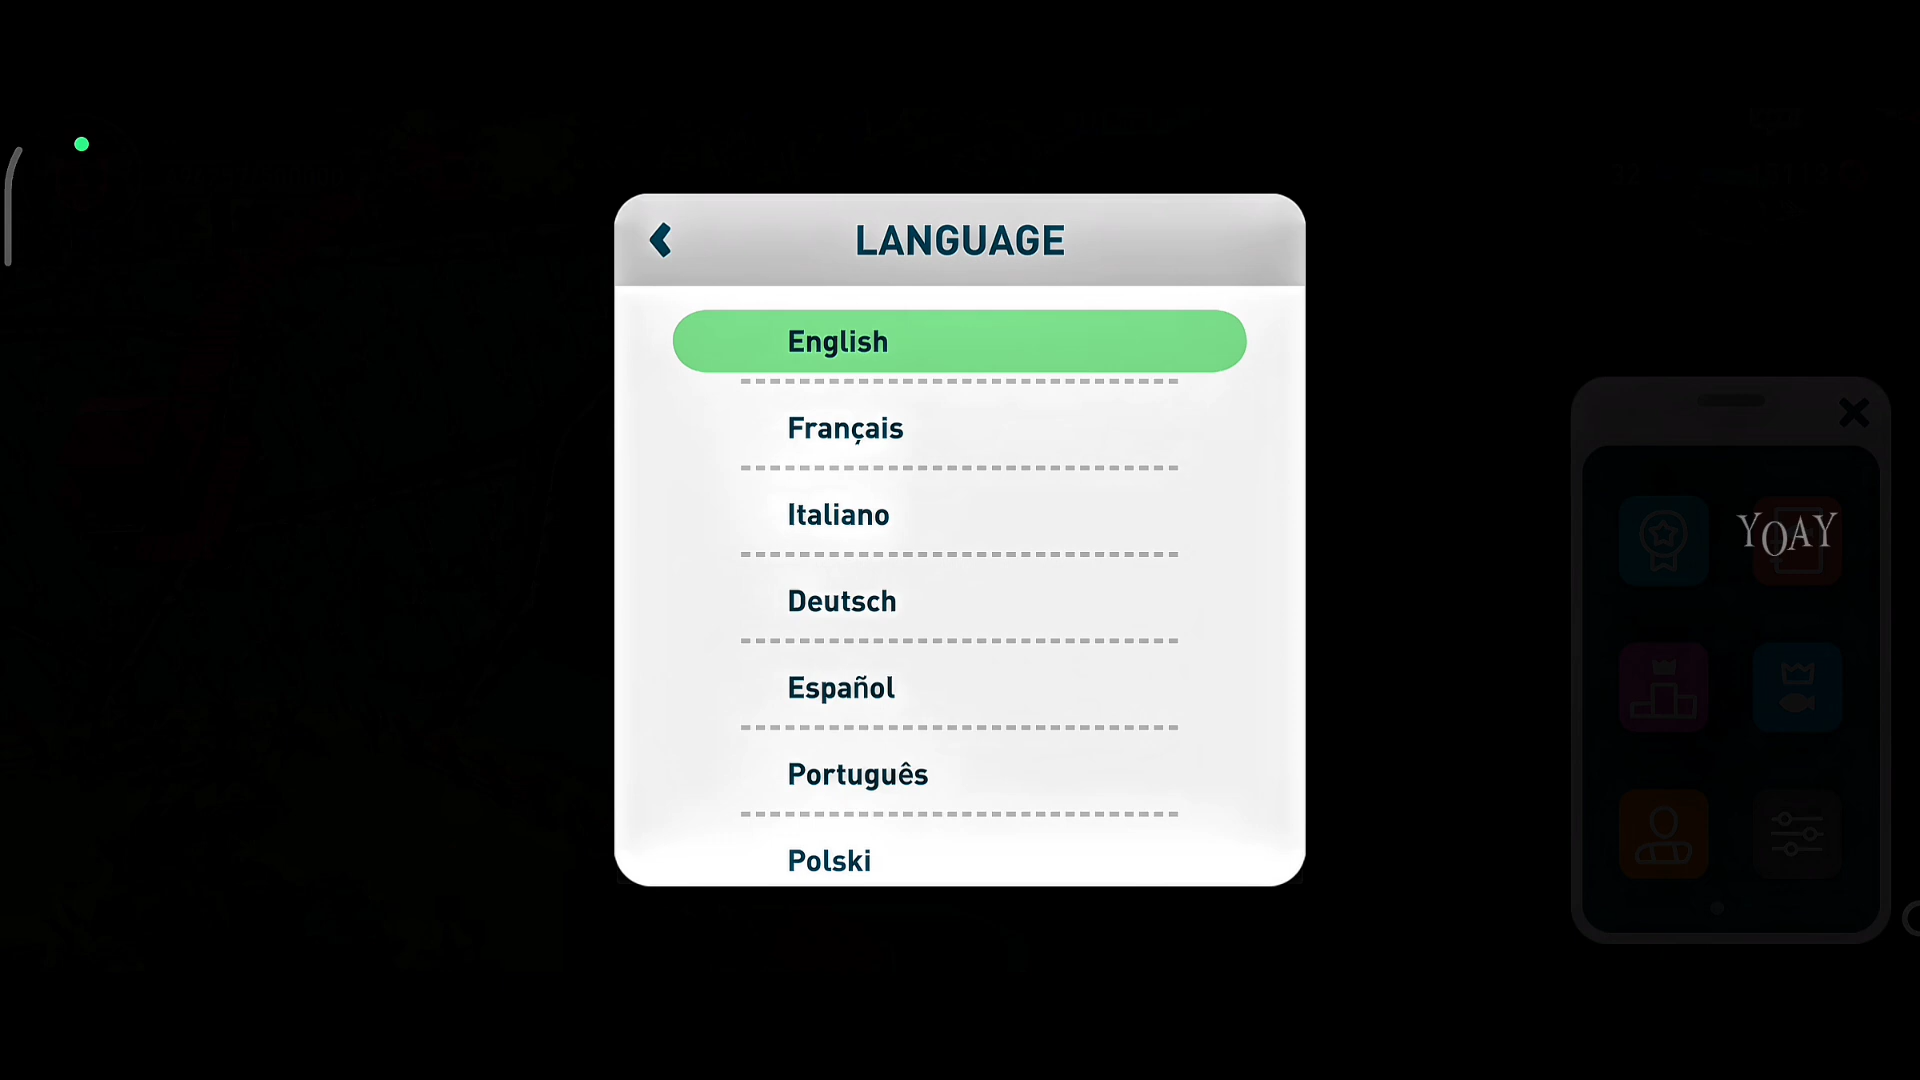 LANGUAGE
English
Français
Italiano
Deutsch
Español
Português
Polski
YOAY